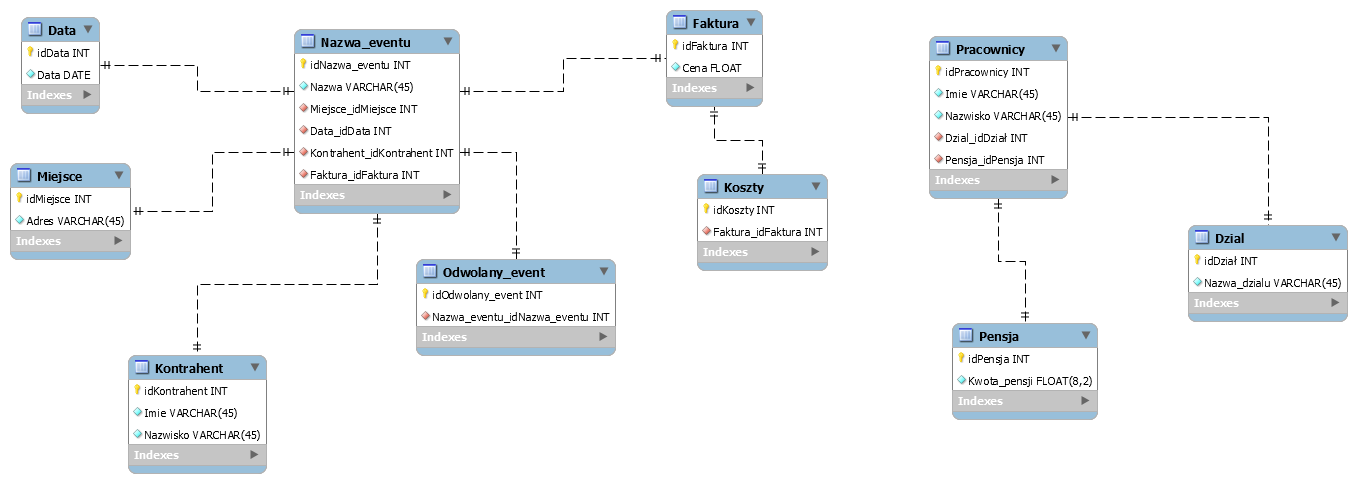 Data
idData INT
Data DATE
Indexes
Nazwa_eventu
idNazwa_eventu INT
Nazwa VARCHAR(45)
Miejsce_idMiejsce INT
Data_idData INT
Kontrahent_idKontrahent INT
Faktura_idFaktura INT
Indexes
Faktura
idFaktura INT
Cena FLOAT
Indexes
Pracownicy
idPracownicy INT
Imie VARCHAR(45)
Nazwisko VARCHAR(45)
Dzial_idDział INT
Pensja_idPensja INT
Indexes
Miejsce
idMiejsce INT
Adres VARCHAR(45)
Indexes
Koszty
idKoszty INT
Faktura_idFaktura INT
Indexes
Dzial
idDział INT
Nazwa_dzialu VARCHAR(45)
Indexes
Odwolany_event
idOdwolany_event INT
Nazwa_eventu_idNazwa_eventu INT
Indexes
Pensja
idPensja INT
Kwota_pensji FLOAT(8,2)
Indexes
Kontrahent
idKontrahent INT
Imie VARCHAR(45)
Nazwisko VARCHAR(45)
Indexes